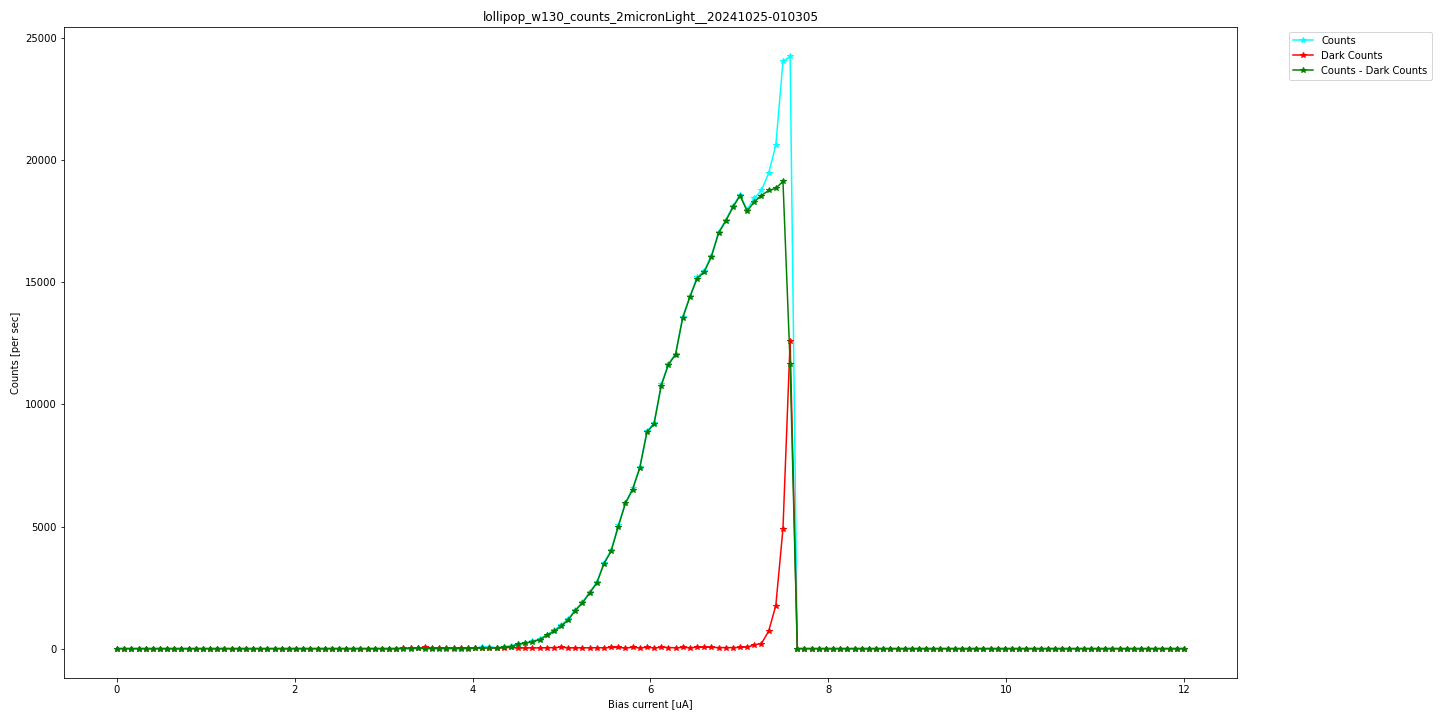 lollipop_w130_counts_2micronLight__20241025-010305
Counts
Dark Counts
Counts - Dark Counts
25000
20000
15000
10000
5000
0
Counts [per sec]
0 2 4 6 8 10 12
Bias current [uA]